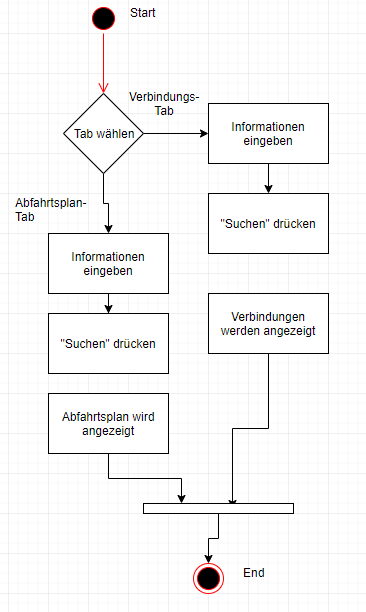 Start
Verbindungs-
Tab
Tab wählen
Informationen
eingeben
Abfahrtsplan-
Tab
"Suchen" drücken
Informationen
eingeben
Verbindungen
werden angezeigt
"Suchen" drücken
Abfahrtsplan wird
angezeigt
End